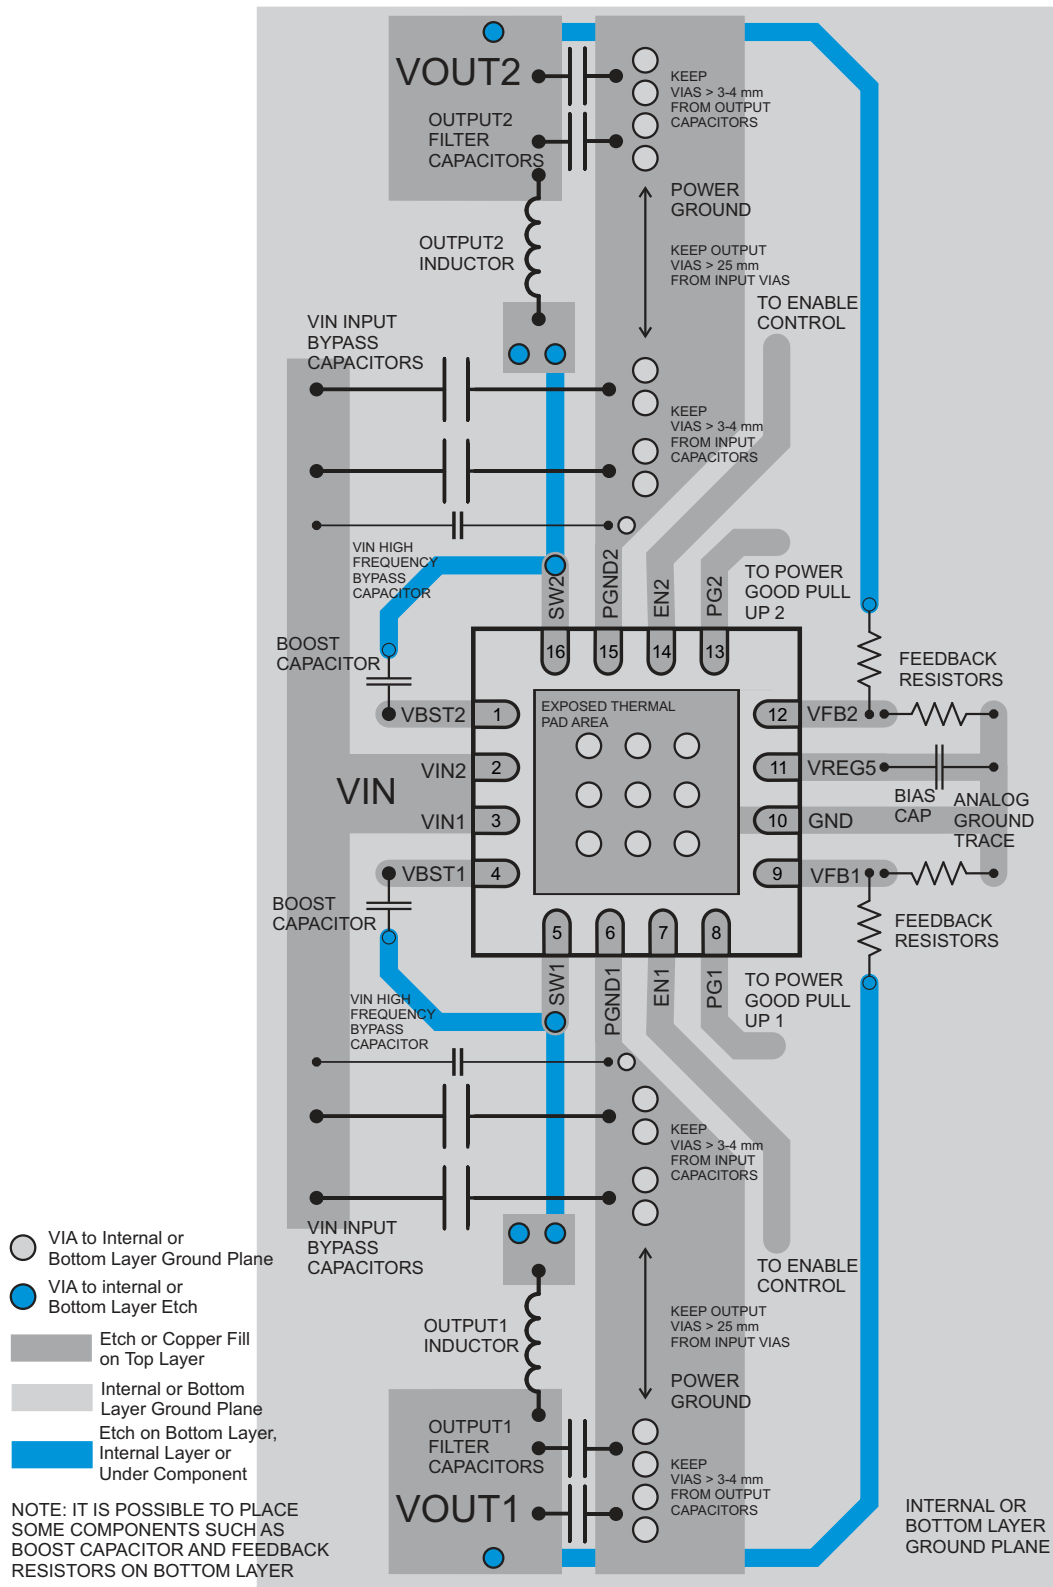 VOUT2
OUTPUT2
FILTER
CAPACITORS
KEEP
VIAS > 3-4 mm
FROM OUTPUT
CAPACITORS
POWER
GROUND
OUTPUT2
INDUCTOR
KEEP OUTPUT
VIAS > 25 mm
FROM INPUT VIAS
TO ENABLE
CONTROL
VIN INPUT
BYPASS
CAPACITORS
KEEP
VIAS > 3-4 mm
FROM INPUT
CAPACITORS
VIN HIGH
FREQUENCY
BYPASS
CAPACITOR
SW2
PGND2
EN2
PG2
TO POWER
GOOD PULL
UP 2
BOOST
CAPACITOR
16
15
14
13
FEEDBACK
RESISTORS
VBST2
1
EXPOSED THERMAL
PAD AREA
12
VFB2
VIN
VIN2
2
11
VREG5
BIAS
CAP
ANALOG
GROUND
TRACE
VIN1
3
10
GND
VBST1
4
9
VFB1
BOOST
CAPACITOR
5
6
7
8
FEEDBACK
RESISTORS
SW1
PGND1
EN1
PG1
TO POWER
GOOD PULL
UP 1
VIN HIGH
FREQUENCY
BYPASS
CAPACITOR
KEEP
VIAS > 3-4 mm
FROM INPUT
CAPACITORS
VIN INPUT
BYPASS
CAPACITORS
TO ENABLE
CONTROL
OUTPUT1
INDUCTOR
KEEP OUTPUT
VIAS > 25 mm
FROM INPUT VIAS
POWER
GROUND
OUTPUT1
FILTER
CAPACITORS
KEEP
VIAS > 3-4 mm
FROM OUTPUT
CAPACITORS
VOUT1
INTERNAL OR
BOTTOM LAYER
GROUND PLANE
VIA to Internal or
Bottom Layer Ground Plane
VIA to internal or
Bottom Layer Etch
Etch or Copper Fill
on Top Layer
Internal or Bottom
Layer Ground Plane
Etch on Bottom Layer,
Internal Layer or
Under Component
NOTE: IT IS POSSIBLE TO PLACE
SOME COMPONENTS SUCH AS
BOOST CAPACITOR AND FEEDBACK
RESISTORS ON BOTTOM LAYER